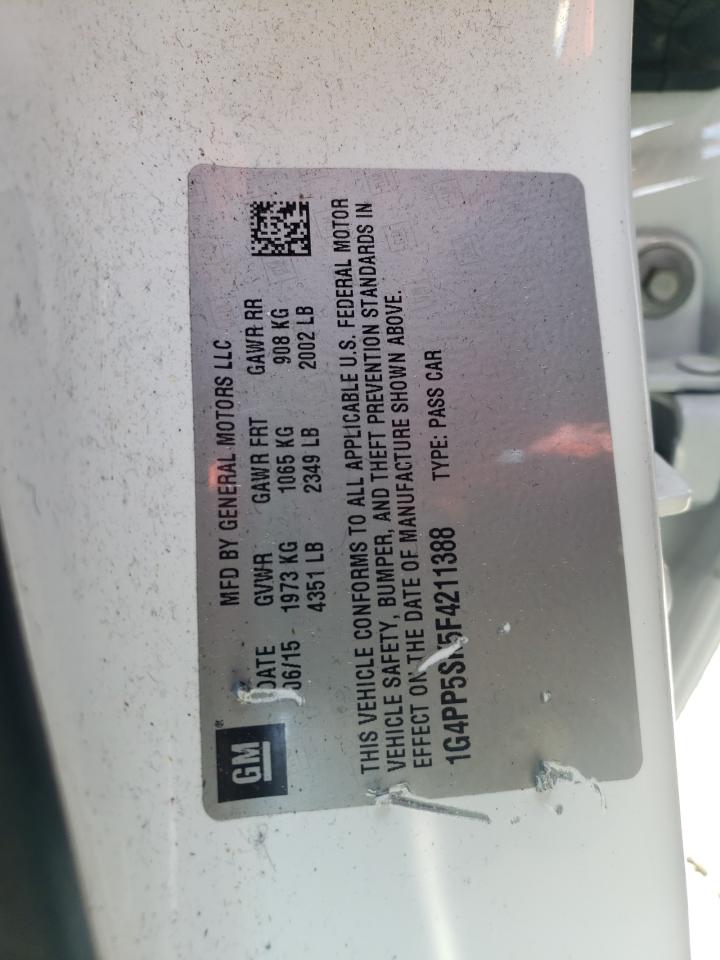 GM®
MFD BY GENERAL MOTORS LLC
DATE GVWR GAWR FRT GAWR RR
06/15 1973 KG 1065 KG 908 KG
4351 LB 2349 LB 2002 LB
THIS VEHICLE CONFORMS TO ALL APPLICABLE U.S. FEDERAL MOTOR
VEHICLE SAFETY, BUMPER, AND THEFT PREVENTION STANDARDS IN
EFFECT ON THE DATE OF MANUFACTURE SHOWN ABOVE.
1G4PP5SK5F4211388 TYPE: PASS CAR